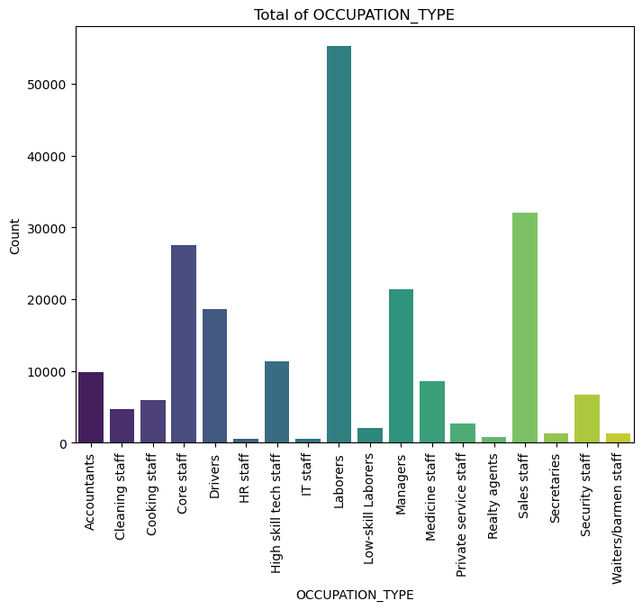 Total of OCCUPATION_TYPE
Count
50000
40000
30000
20000
10000
0
Accountants
Cleaning staff
Cooking staff
Core staff
Drivers
HR staff
High skill tech staff
IT staff
Laborers
Low-skill Laborers
Managers
Medicine staff
Private service staff
Realty agents
Sales staff
Secretaries
Security staff
Waiters/barmen staff
OCCUPATION_TYPE